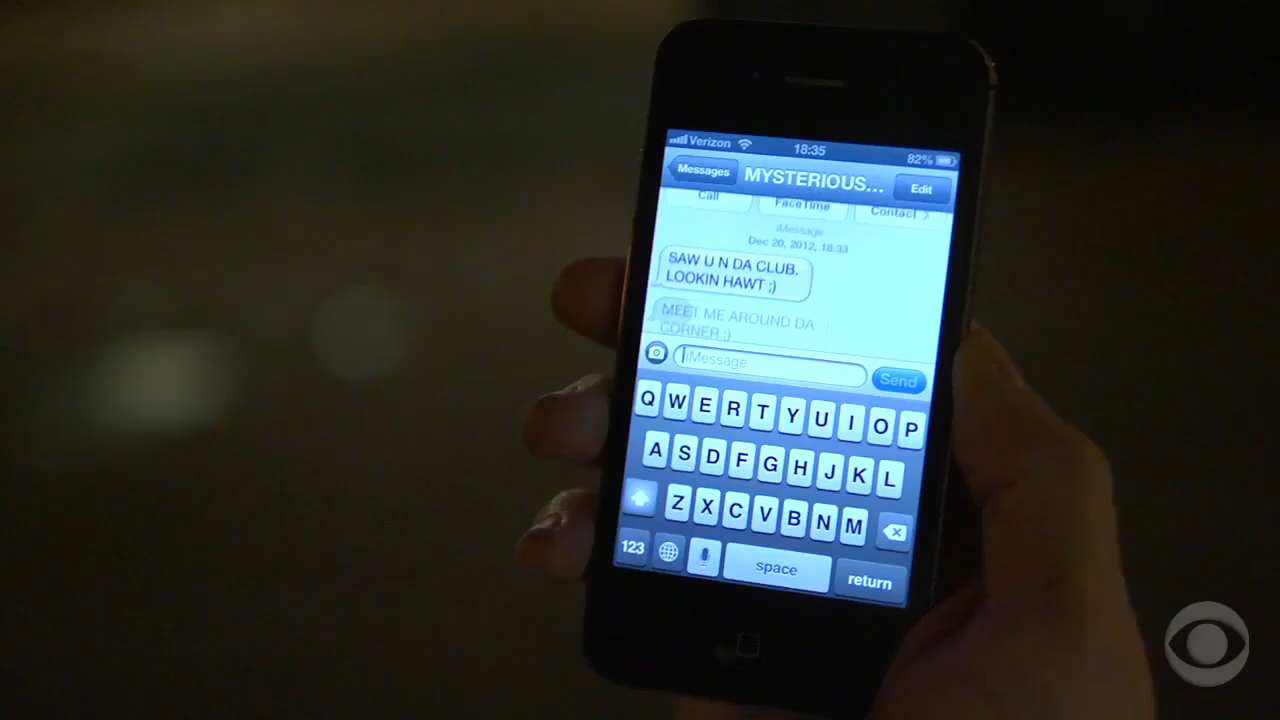 Verizon 18:35 82%
Messages MYSTERIOUS... Edit
Call FaceTime Contact
iMessage
Dec 20, 2012, 18:33
SAW U N DA CLUB.
LOOKIN HAWT ;)
MEET ME AROUND DA
CORNER ;)
iMessage Send
Q W E R T Y U I O P
A S D F G H J K L
Z X C V B N M
123 space return